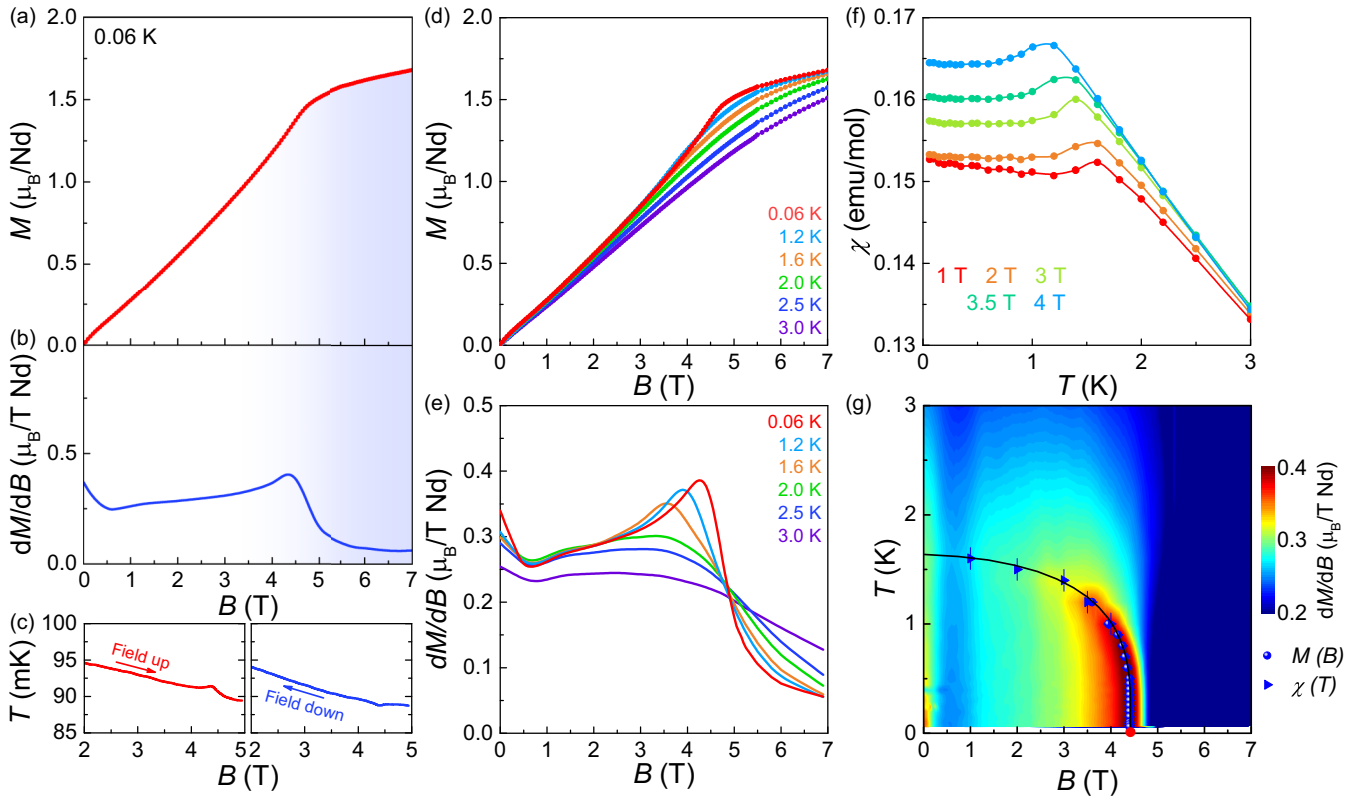 (a)
0.06 K
2.0
1.5
1.0
0.5
0.0
M (μB/Nd)
(b)
0.5
0.0
dM/dB (μB/T Nd)
0 1 2 3 4 5 6 7
B (T)
(c)
100
95
90
85
T (mK)
Field up
Field down
2 3 4 5 2 3 4 5
B (T)
B (T)
(d)
2.0
1.5
1.0
0.5
0.0
M (μB/Nd)
0.06 K
1.2 K
1.6 K
2.0 K
2.5 K
3.0 K
0 1 2 3 4 5 6 7
B (T)
(e)
0.5
0.4
0.3
0.2
0.1
0.0
dM/dB (μB/T Nd)
0.06 K
1.2 K
1.6 K
2.0 K
2.5 K
3.0 K
0 1 2 3 4 5 6 7
B (T)
(f)
0.17
0.16
0.15
0.14
0.13
χ (emu/mol)
1 T 2 T 3 T
3.5 T 4 T
0 1 2 3
T (K)
(g)
3
2
1
0
T (K)
0 1 2 3 4 5 6 7
B (T)
0.4
0.3
0.2
dM/dB (μB/T Nd)
M (B)
χ (T)